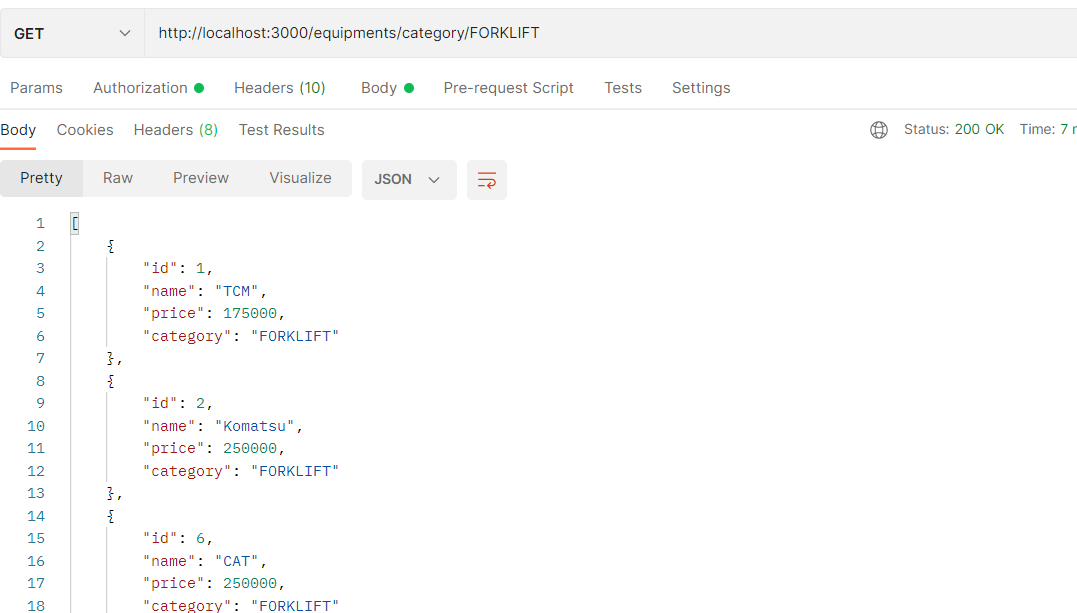 GET http://localhost:3000/equipments/category/FORKLIFT
Params Authorization Headers (10) Body Pre-request Script Tests Settings
Body Cookies Headers (8) Test Results Status: 200 OK Time: 7
Pretty Raw Preview Visualize JSON
1 [
2 {
3 "id": 1,
4 "name": "TCM",
5 "price": 175000,
6 "category": "FORKLIFT"
7 },
8 {
9 "id": 2,
10 "name": "Komatsu",
11 "price": 250000,
12 "category": "FORKLIFT"
13 },
14 {
15 "id": 6,
16 "name": "CAT",
17 "price": 250000,
18 "category": "FORKLIFT"